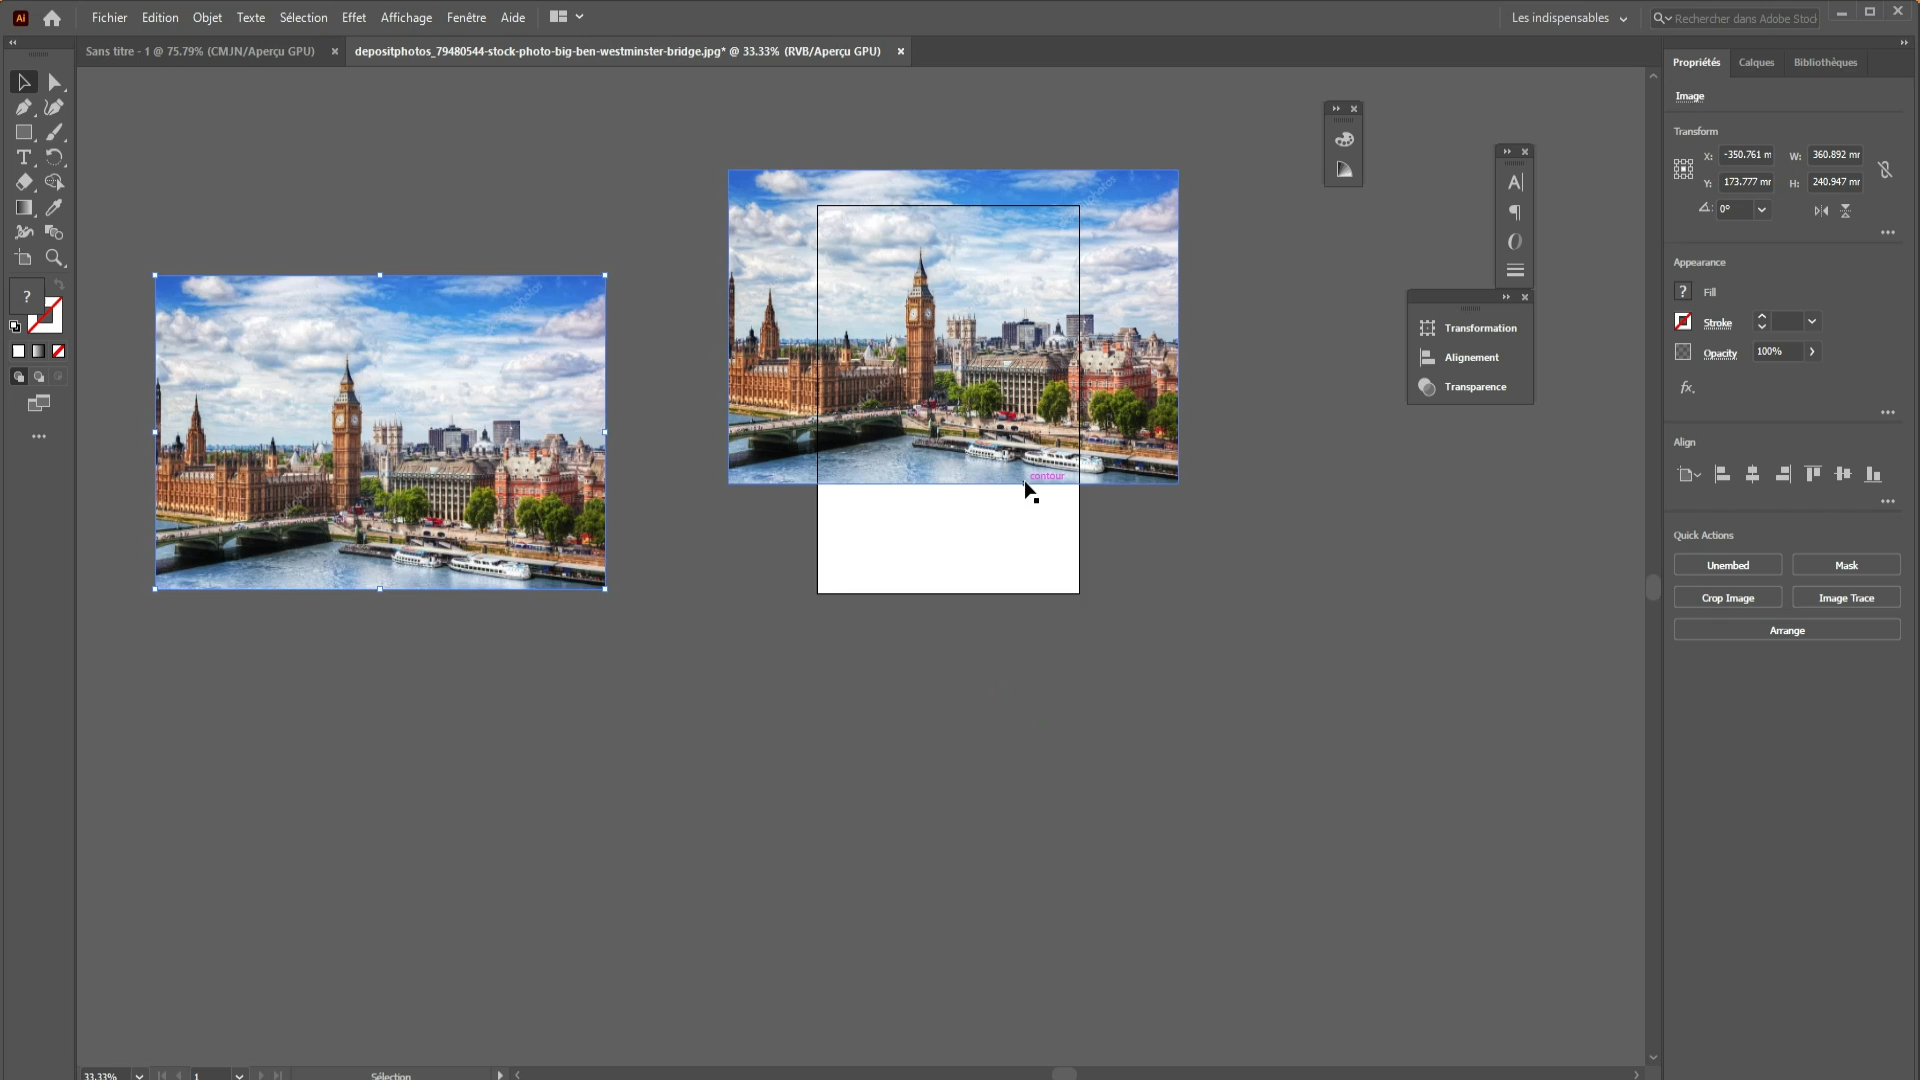 Ai Fichier Edition Objet Texte Sélection Effet Affichage Fenêtre Aide Les indispensables Rechercher dans Adobe Stoc
Sans titre - 1 @ 75.79% (CMJN/Aperçu GPU)
depositphotos_79480544-stock-photo-big-ben-westminster-bridge.jpg* @ 33.33% (RVB/Aperçu GPU)
Propriétés Calques Bibliothèques
Image
Transform
X: -350.761 m W: 360.892 mr
Y: 173.777 mr H: 240.947 mr
0°
Appearance
? Fill
Stroke
Opacity 100%
fx.
Align
Quick Actions
Unembed Mask
Crop Image Image Trace
Arrange
Transformation
Alignement
Transparence
contour
?
33.33% 1 Sélection